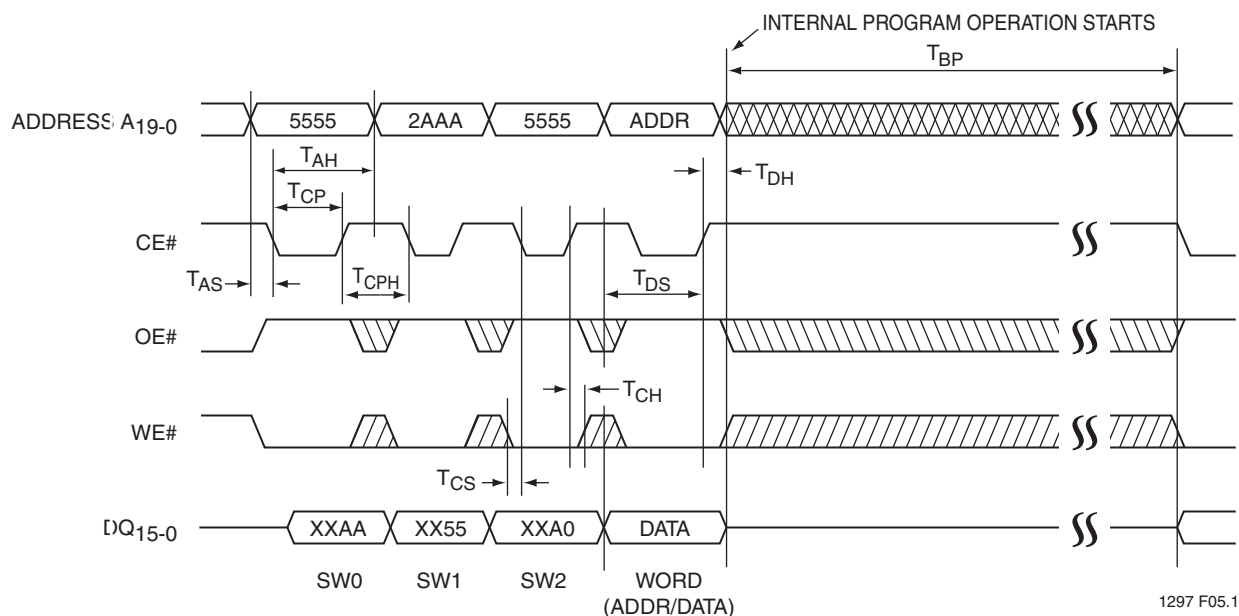 INTERNAL PROGRAM OPERATION STARTS
TBP
ADDRESS A19-0
5555 2AAA 5555 ADDR
TAH
TDH
TCP
CE#
TAS
TCPH
TDS
OE#
TCH
WE#
TCS
DQ15-0
XXAA XX55 XXA0 DATA
SW0 SW1 SW2 WORD
(ADDR/DATA)
1297 F05.1